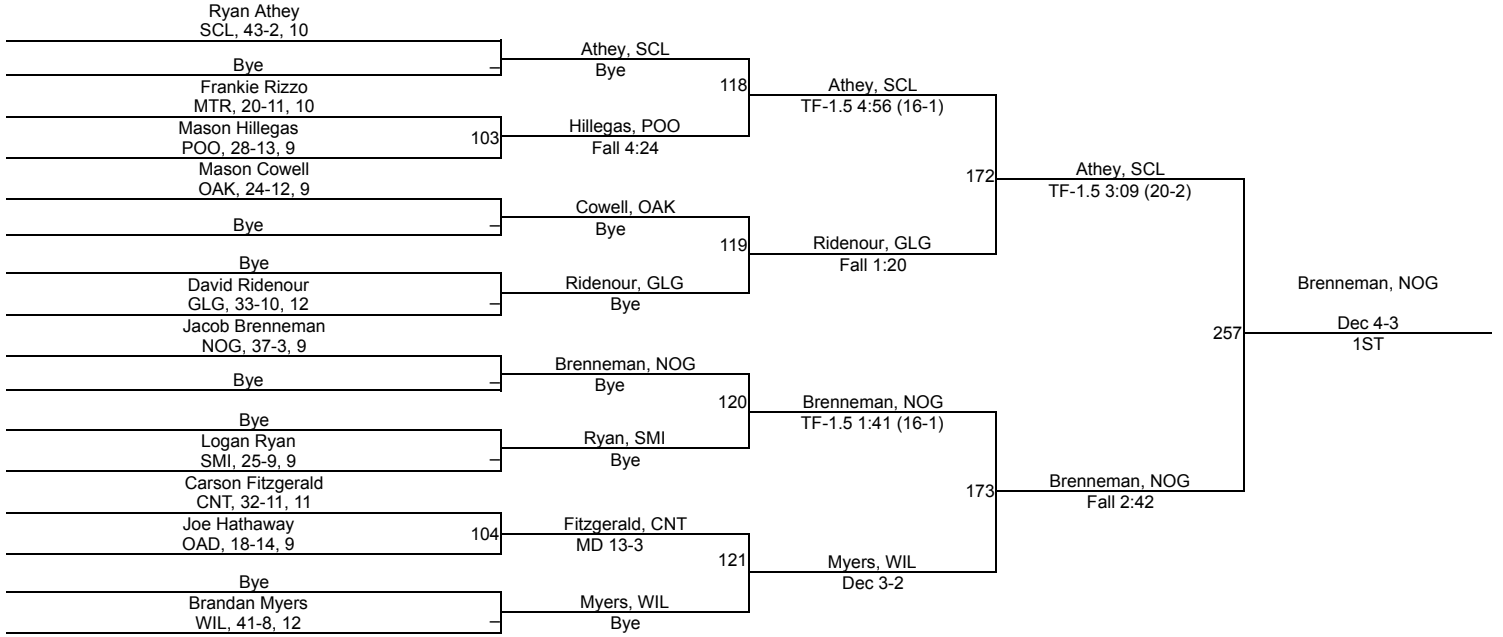 Ryan Athey
SCL, 43-2, 10
Bye
Frankie Rizzo
MTR, 20-11, 10
Mason Hillegas
POO, 28-13, 9
103
Mason Cowell
OAK, 24-12, 9
Bye
Bye
David Ridenour
GLG, 33-10, 12
Jacob Brenneman
NOG, 37-3, 9
Bye
Bye
Logan Ryan
SMI, 25-9, 9
Carson Fitzgerald
CNT, 32-11, 11
Joe Hathaway
OAD, 18-14, 9
104
Bye
Brandan Myers
WIL, 41-8, 12
Athey, SCL
Bye
118
Hillegas, POO
Fall 4:24
Cowell, OAK
Bye
119
Ridenour, GLG
Bye
Brenneman, NOG
Bye
120
Ryan, SMI
Bye
Fitzgerald, CNT
MD 13-3
121
Myers, WIL
Bye
Athey, SCL
TF-1.5 4:56 (16-1)
172
Ridenour, GLG
Fall 1:20
Brenneman, NOG
TF-1.5 1:41 (16-1)
173
Myers, WIL
Dec 3-2
Athey, SCL
TF-1.5 3:09 (20-2)
257
Brenneman, NOG
Fall 2:42
Brenneman, NOG
Dec 4-3
1ST